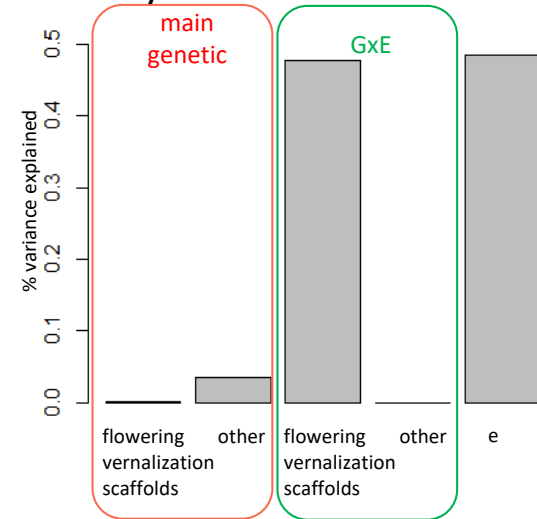 main
genetic
GxE
% variance explained
0.5
0.4
0.3
0.2
0.1
0.0
flowering other
vernalization
scaffolds
flowering other
vernalization
scaffolds
e